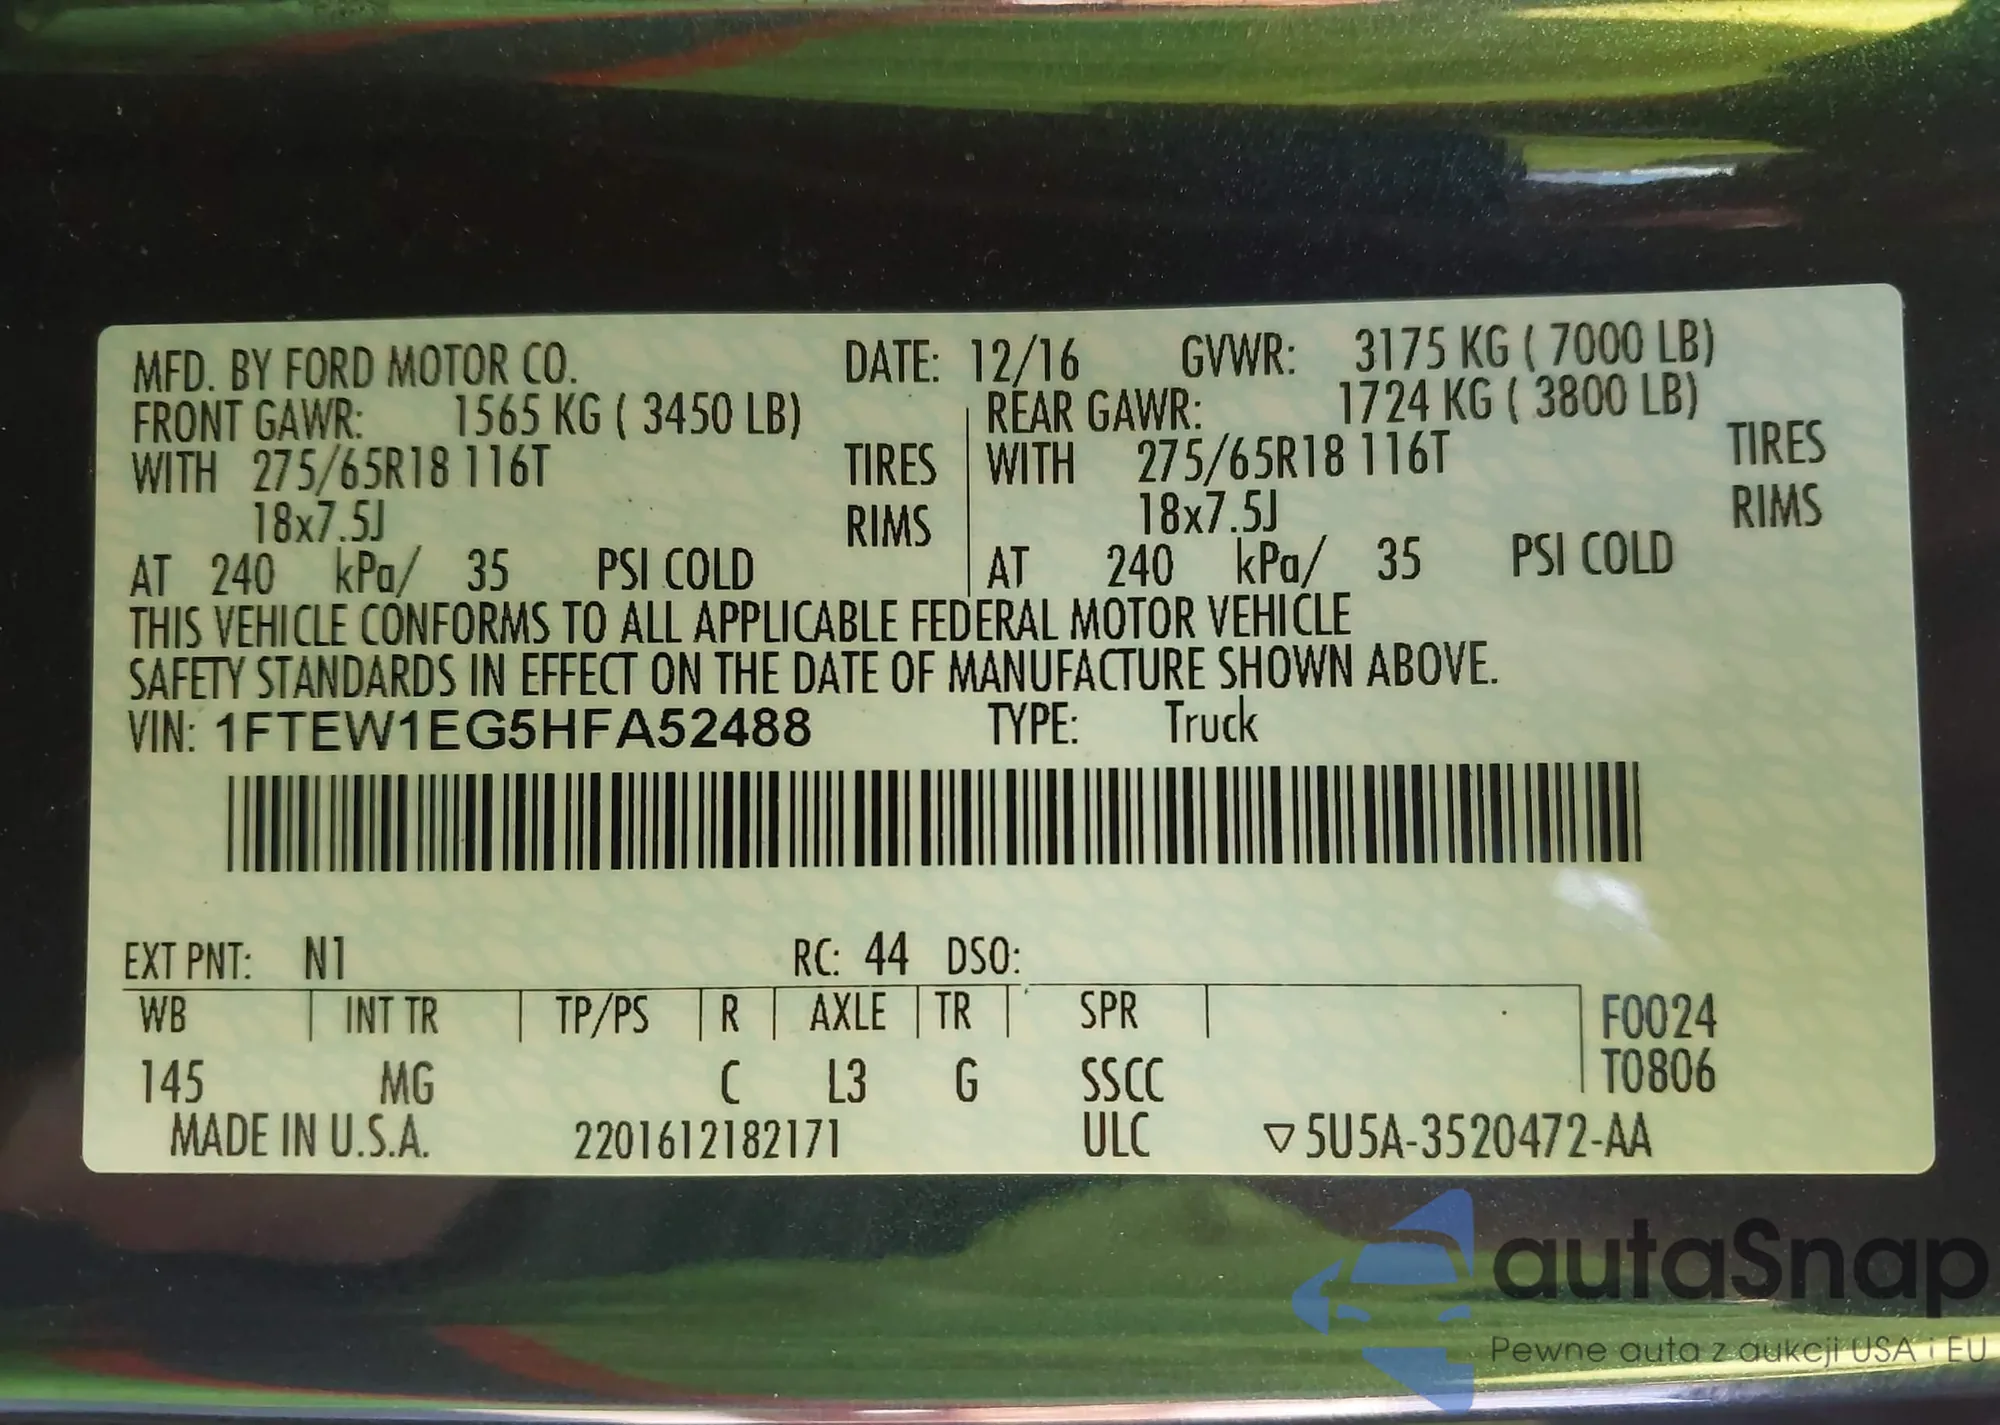 MFD. BY FORD MOTOR CO. DATE: 12/16 GVWR: 3175 KG ( 7000 LB)
FRONT GAWR: 1565 KG ( 3450 LB) REAR GAWR: 1724 KG ( 3800 LB)
WITH 275/65R18 116T TIRES WITH 275/65R18 116T TIRES
18x7.5J RIMS 18x7.5J RIMS
AT 240 kPa/ 35 PSI COLD AT 240 kPa/ 35 PSI COLD
THIS VEHICLE CONFORMS TO ALL APPLICABLE FEDERAL MOTOR VEHICLE
SAFETY STANDARDS IN EFFECT ON THE DATE OF MANUFACTURE SHOWN ABOVE.
VIN: 1FTEW1EG5HFA52488 TYPE: Truck
EXT PNT: N1 RC: 44 DSO:
WB INT TR TP/PS R AXLE TR SPR F0024
145 MG C L3 G SSCC T0806
MADE IN U.S.A. 2201612182171 ULC ▽5U5A-3520472-AA
autaSnap
Pewne auta z aukcji USA i EU